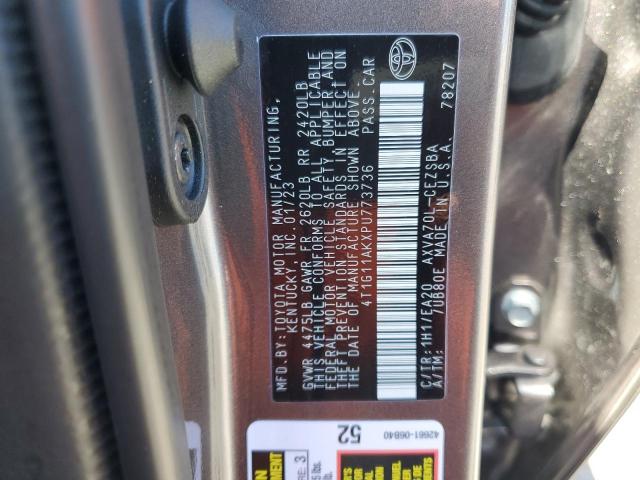 MFD.BY: TOYOTA MOTOR MANUFACTURING,
KENTUCKY, INC. 01/23
GVWR 4475LB GAWR FR 2620LB RR 2420LB
THIS VEHICLE CONFORMS TO ALL APPLICABLE
FEDERAL MOTOR VEHICLE SAFETY, BUMPER, AND
THEFT PREVENTION STANDARDS IN EFFECT ON
THE DATE OF MANUFACTURE SHOWN ABOVE.
4T1G11AKXPU773736 PASS. CAR
C/TR: 1H1/EA20 AXVA70L-CEZSBA
A/TM: 7UB80E MADE IN U.S.A. 78207
52
42661-06B40